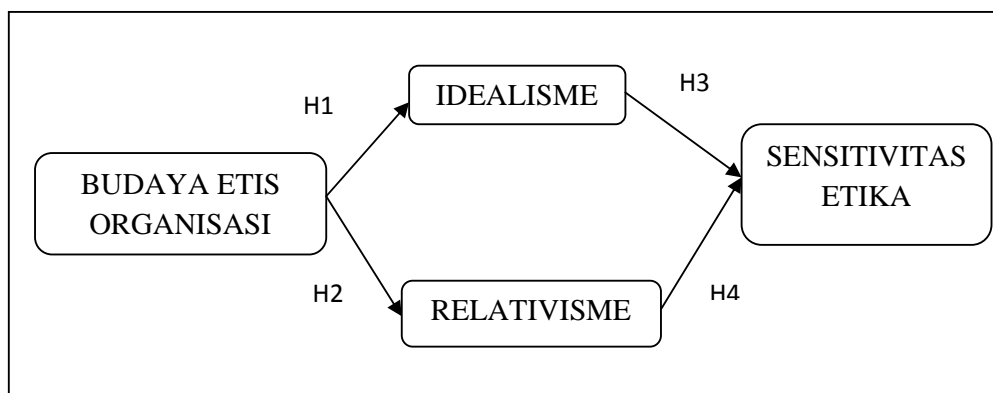 BUDAYA ETIS
ORGANISASI
H1
H2
IDEALISME
RELATIVISME
H3
H4
SENSITIVITAS
ETIKA